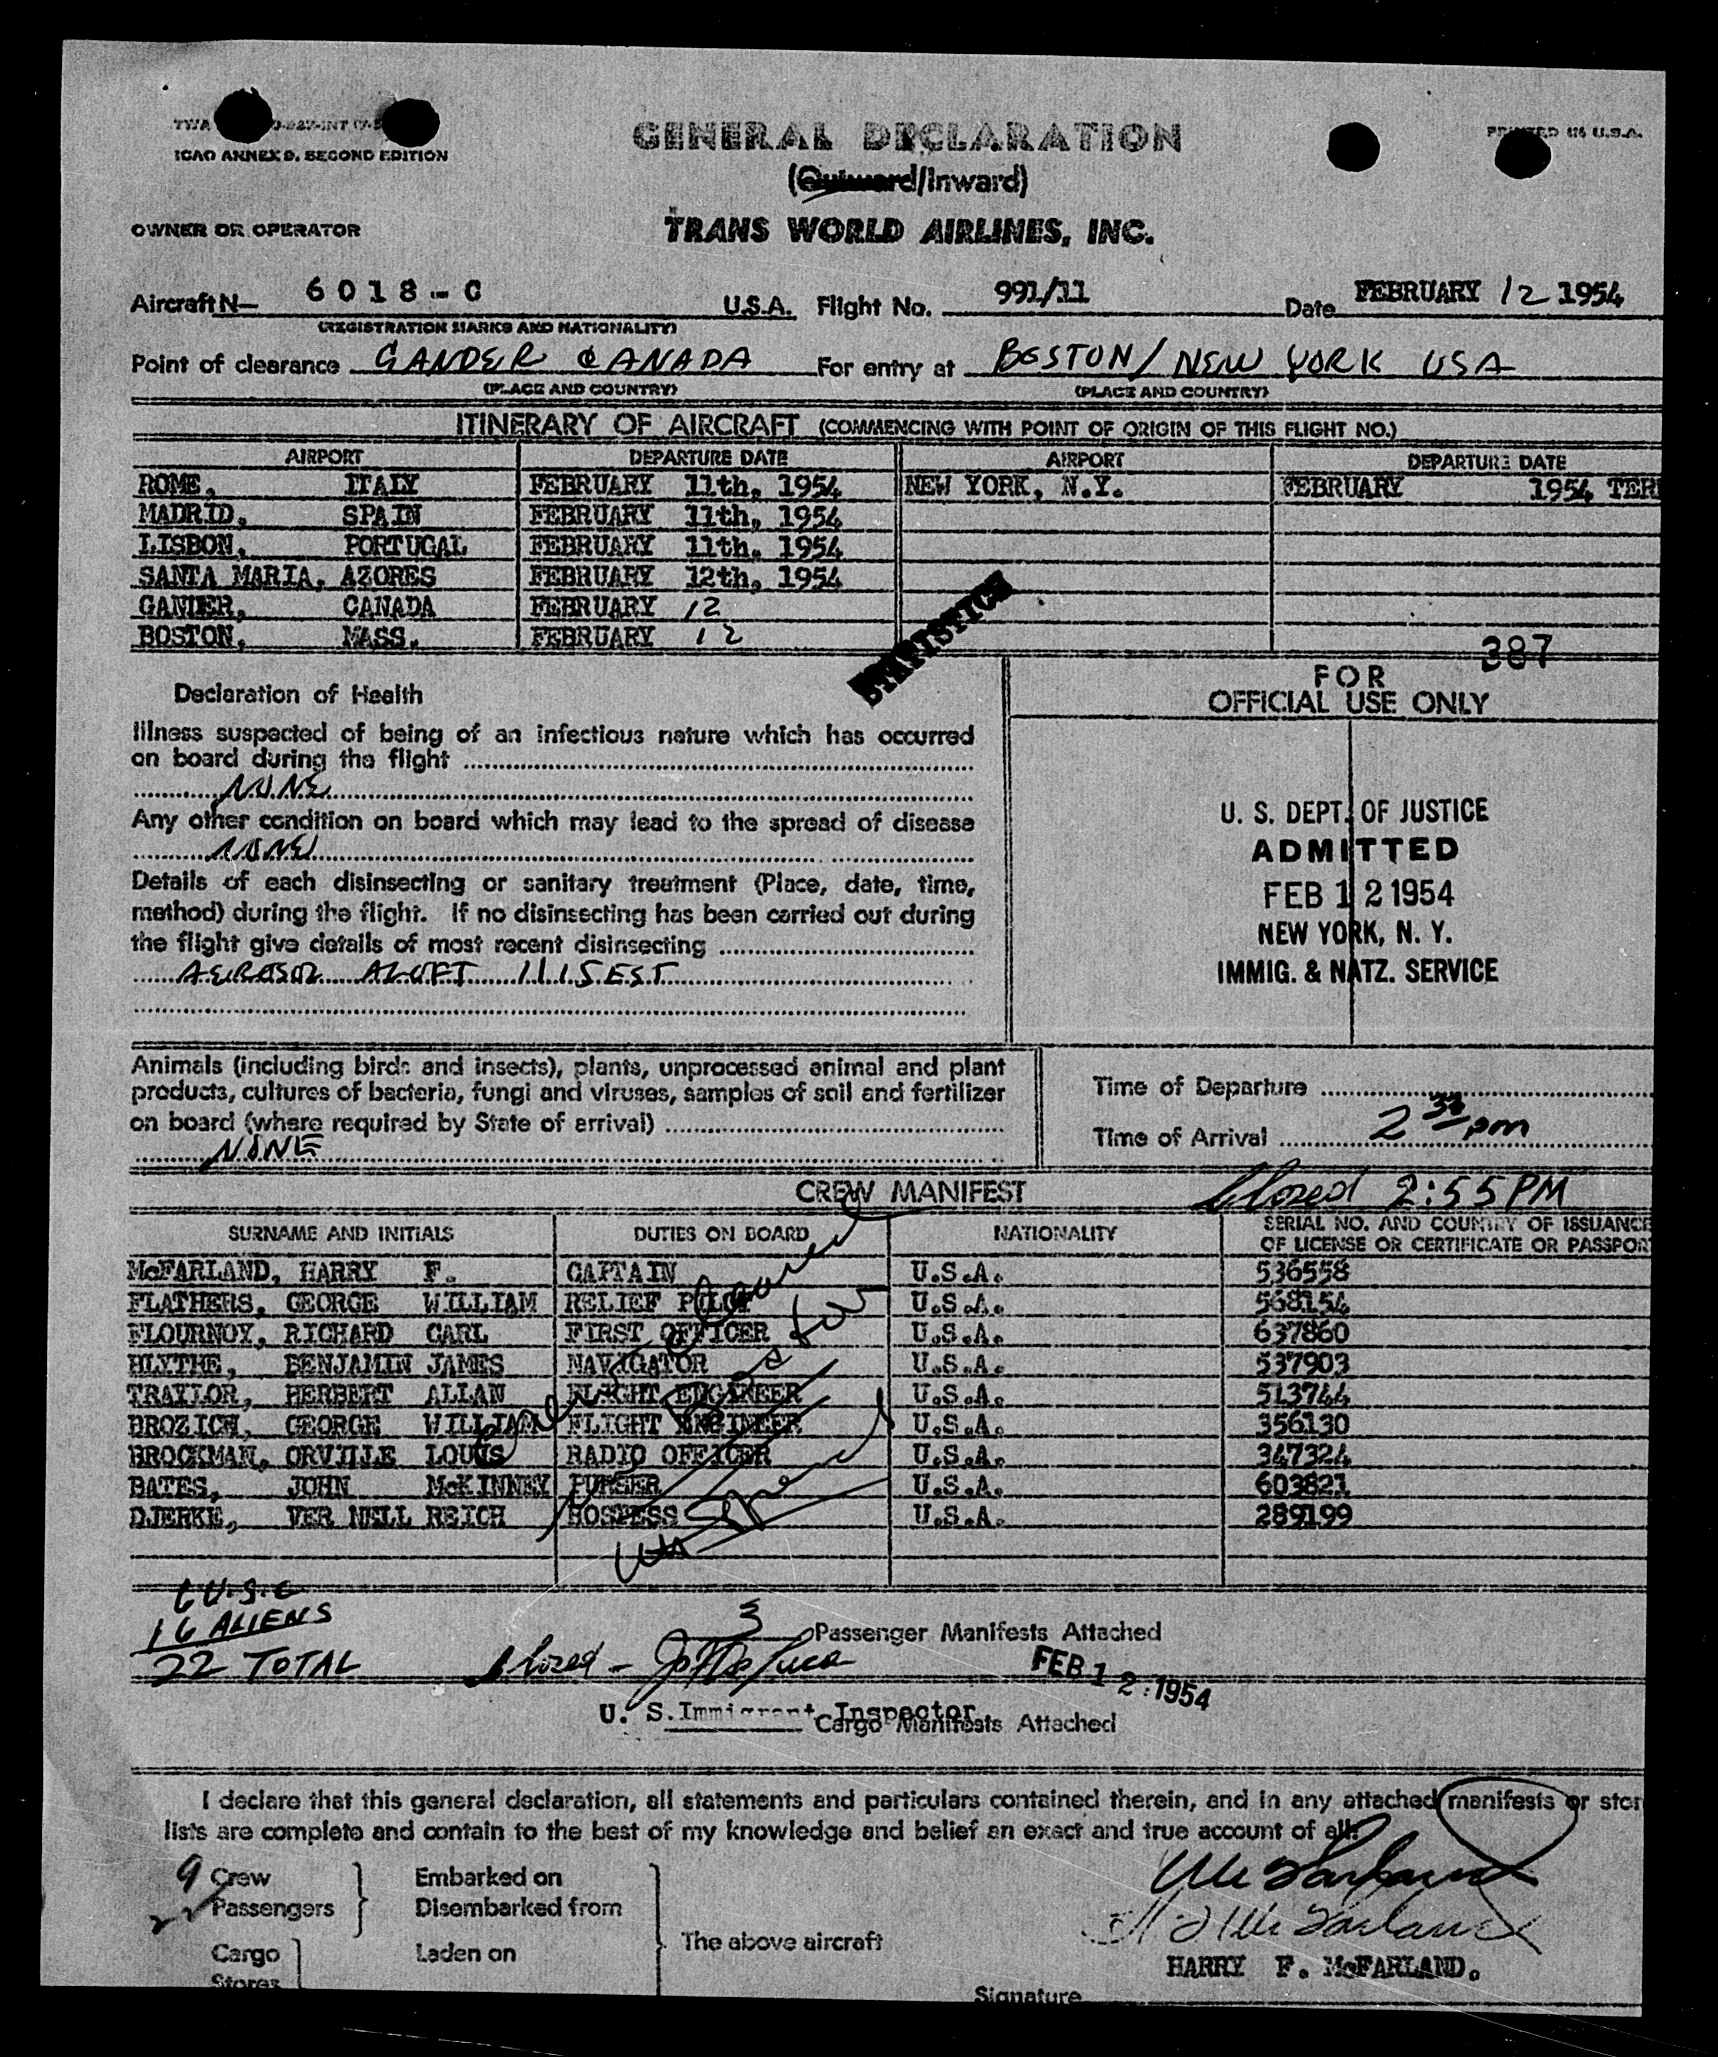 TWA
ICAO ANNEX 9, SECOND EDITION
PRINTED IN U.S.A.
GENERAL DECLARATION
(Outward/Inward)
OWNER OR OPERATOR
TRANS WORLD AIRLINES, INC.
Aircraft N- 6018-C U.S.A. Flight No. 991/11 Date FEBRUARY 12 1954
(REGISTRATION MARKS AND NATIONALITY)
Point of clearance GANDER CANADA For entry at BOSTON/NEW YORK USA
(PLACE AND COUNTRY) (PLACE AND COUNTRY)
ITINERARY OF AIRCRAFT (COMMENCING WITH POINT OF ORIGIN OF THIS FLIGHT NO.)
AIRPORT DEPARTURE DATE AIRPORT DEPARTURE DATE
ROME, ITALY FEBRUARY 11th, 1954 NEW YORK, N.Y. FEBRUARY 1954 TER
MADRID, SPAIN FEBRUARY 11th, 1954
LISBON, PORTUGAL FEBRUARY 11th. 1954
SANTA MARIA, AZORES FEBRUARY 12th, 1954
GANDER, CANADA FEBRUARY 12
BOSTON, MASS. FEBRUARY 12
STATISTICS
387
FOR
OFFICIAL USE ONLY
Declaration of Health
Illness suspected of being of an infectious nature which has occurred
on board during the flight
NONE
Any other condition on board which may lead to the spread of disease
NONE
Details of each disinsecting or sanitary treatment (Place, date, time,
method) during the flight. If no disinsecting has been carried out during
the flight give details of most recent disinsecting
AEROSOL ALOFT 1115 EST
U. S. DEPT. OF JUSTICE
ADMITTED
FEB 12 1954
NEW YORK, N. Y.
IMMIG. & NATZ. SERVICE
Animals (including birds and insects), plants, unprocessed animal and plant
products, cultures of bacteria, fungi and viruses, samples of soil and fertilizer
on board (where required by State of arrival)
NONE
Time of Departure
Time of Arrival 2 pm
CREW MANIFEST
Closed 2:55 PM
SURNAME AND INITIALS DUTIES ON BOARD NATIONALITY SERIAL NO. AND COUNTRY OF ISSUANCE
OF LICENSE OR CERTIFICATE OR PASSPOR
McFARLAND, HARRY F. CAPTAIN U.S.A. 536558
FLATHERS, GEORGE WILLIAM RELIEF PILOT U.S.A. 568154
FLOURNOY, RICHARD CARL FIRST OFFICER U.S.A. 637860
BLYTHE, BENJAMIN JAMES NAVIGATOR U.S.A. 537903
TRAYLOR, HERBERT ALLAN FLIGHT ENGINEER U.S.A. 513744
BROZICH, GEORGE WILLIAM FLIGHT ENGINEER U.S.A. 356130
BROCKMAN, ORVILLE LOUIS RADIO OFFICER U.S.A. 347324
BATES, JOHN McKINNEY PURSER U.S.A. 603821
DJERKE, VER NELL REICH HOSTESS U.S.A. 289199
6 U.S.C
16 ALIENS
22 TOTAL
3 Passenger Manifests Attached
Closed -
FEB 12 1954
U. S. Immigrant Inspector
Cargo Manifests Attached
I declare that this general declaration, all statements and particulars contained therein, and in any attached manifests or stor
lists are complete and contain to the best of my knowledge and belief an exact and true account of all:
9 Crew Embarked on
22 Passengers Disembarked from
Cargo Laden on The above aircraft
Stores
McFarland
H F McFarland
HARRY F. McFARLAND.
Signature